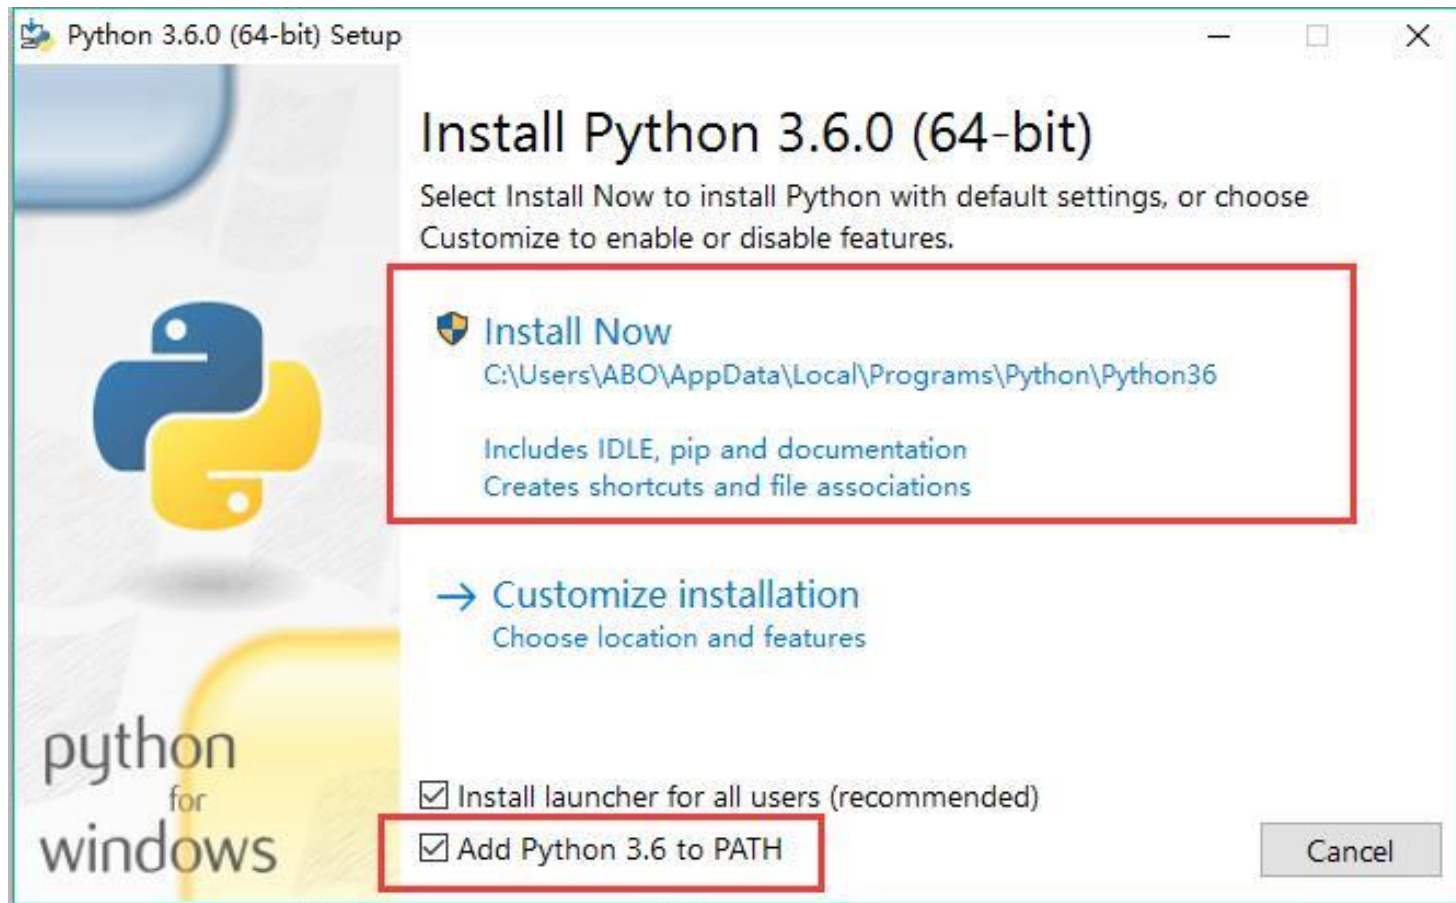 Python 3.6.0 (64-bit) Setup
Install Python 3.6.0 (64-bit)
Select Install Now to install Python with default settings, or choose
Customize to enable or disable features.
Install Now
C:\Users\ABO\AppData\Local\Programs\Python\Python36
Includes IDLE, pip and documentation
Creates shortcuts and file associations
Customize installation
Choose location and features
python
for
windows
Install launcher for all users (recommended)
Add Python 3.6 to PATH
Cancel